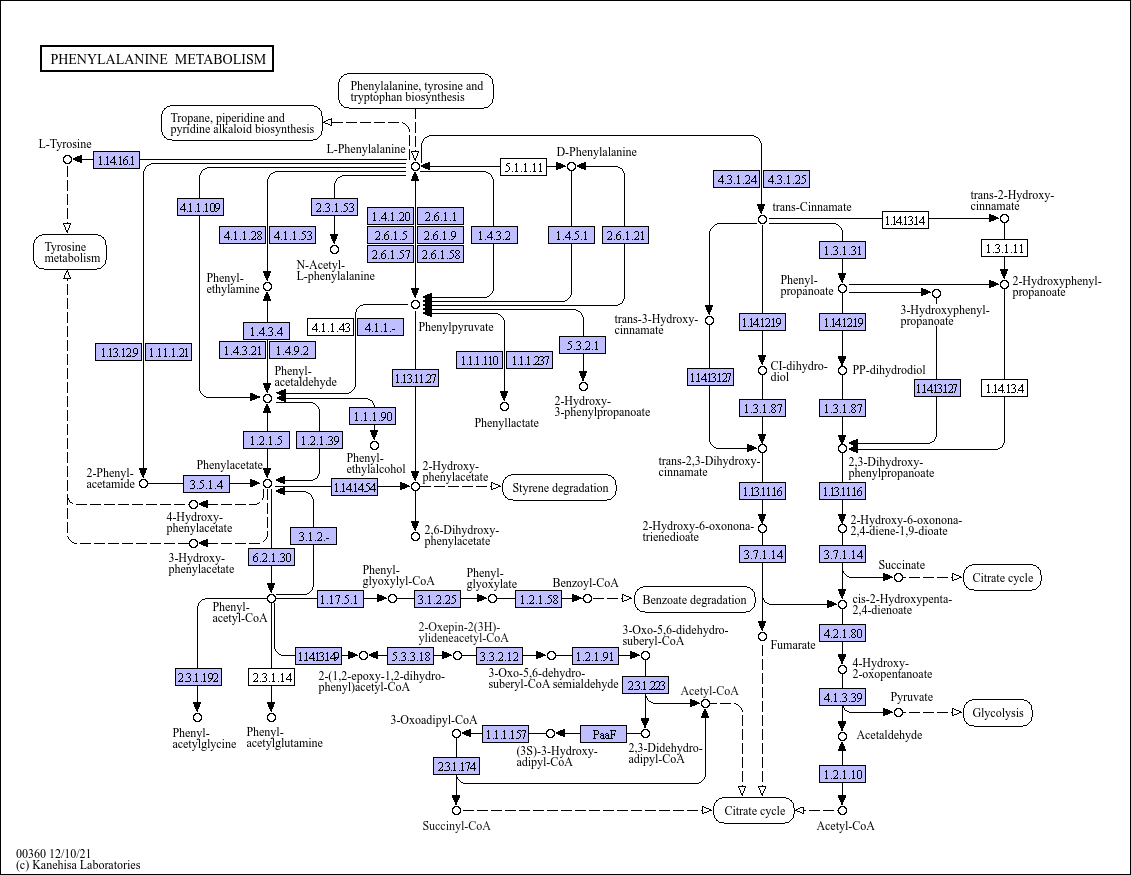 PHENYLALANINE METABOLISM
Phenylalanine, tyrosine and
tryptophan biosynthesis
Tropane, piperidine and
pyridine alkaloid biosynthesis
L-Tyrosine
L-Phenylalanine
D-Phenylalanine
1.14.16.1
5.1.1.11
4.3.1.24
4.3.1.25
trans-2-Hydroxy-
cinnamate
trans-Cinnamate
1.14.13.14
4.1.1.109
2.3.1.53
1.4.1.20
2.6.1.1
4.1.1.28
4.1.1.53
2.6.1.5
2.6.1.9
1.4.3.2
1.4.5.1
2.6.1.21
2.6.1.57
2.6.1.58
1.3.1.31
1.3.1.11
Tyrosine
metabolism
N-Acetyl-
L-phenylalanine
Phenyl-
ethylamine
Phenyl-
propanoate
2-Hydroxyphenyl-
propanoate
3-Hydroxyphenyl-
propanoate
Phenylpyruvate
trans-3-Hydroxy-
cinnamate
1.4.3.4
4.1.1.43
4.1.1.-
1.14.12.19
1.14.12.19
1.13.12.9
1.11.1.21
1.4.3.21
1.4.9.2
1.1.1.110
1.1.1.237
5.3.2.1
Phenyl-
acetaldehyde
1.13.11.27
CI-dihydro-
diol
PP-dihydrodiol
1.14.13.127
1.14.13.127
1.14.13.4
2-Hydroxy-
3-phenylpropanoate
Phenyllactate
1.1.1.90
1.3.1.87
1.3.1.87
1.2.1.5
1.2.1.39
Phenyl-
ethylcohol
trans-2,3-Dihydroxy-
cinnamate
2,3-Dihydroxy-
phenylpropanoate
2-Phenyl-
acetamide
Phenylacetate
2-Hydroxy-
phenylacetate
3.5.1.4
1.14.14.54
Styrene degradation
1.13.11.16
1.13.11.16
4-Hydroxy-
phenylacetate
2,6-Dihydroxy-
phenylacetate
2-Hydroxy-6-oxonona-
trienedioate
2-Hydroxy-6-oxonona-
2,4-diene-1,9-dioate
3.1.2.-
3-Hydroxy-
phenylacetate
6.2.1.30
3.7.1.14
3.7.1.14
Succinate
Citrate cycle
Phenyl-
glyoxylyl-CoA
Phenyl-
glyoxylate
Benzoyl-CoA
1.17.5.1
3.1.2.25
1.2.1.58
Benzoate degradation
Phenyl-
acetyl-CoA
cis-2-Hydroxypenta-
2,4-dienoate
2-Oxepin-2(3H)-
ylideneacetyl-CoA
3-Oxo-5,6-didehydro-
suberyl-CoA
4.2.1.80
Fumarate
1.14.13.149
5.3.3.18
3.3.2.12
1.2.1.91
4-Hydroxy-
2-oxopentanoate
2.3.1.192
2.3.1.14
2-(1,2-epoxy-1,2-dihydro-
phenyl)acetyl-CoA
3-Oxo-5,6-dehydro-
suberyl-CoA semialdehyde
2.3.1.223
Acetyl-CoA
4.1.3.39
Pyruvate
Glycolysis
Phenyl-
acetylglycine
Phenyl-
acetylglutamine
3-Oxoadipyl-CoA
1.1.1.157
PaaF
Acetaldehyde
(3S)-3-Hydroxy-
adipyl-CoA
2,3-Didehydro-
adipyl-CoA
2.3.1.174
1.2.1.10
Citrate cycle
Succinyl-CoA
Acetyl-CoA
00360 12/10/21
(c) Kanehisa Laboratories